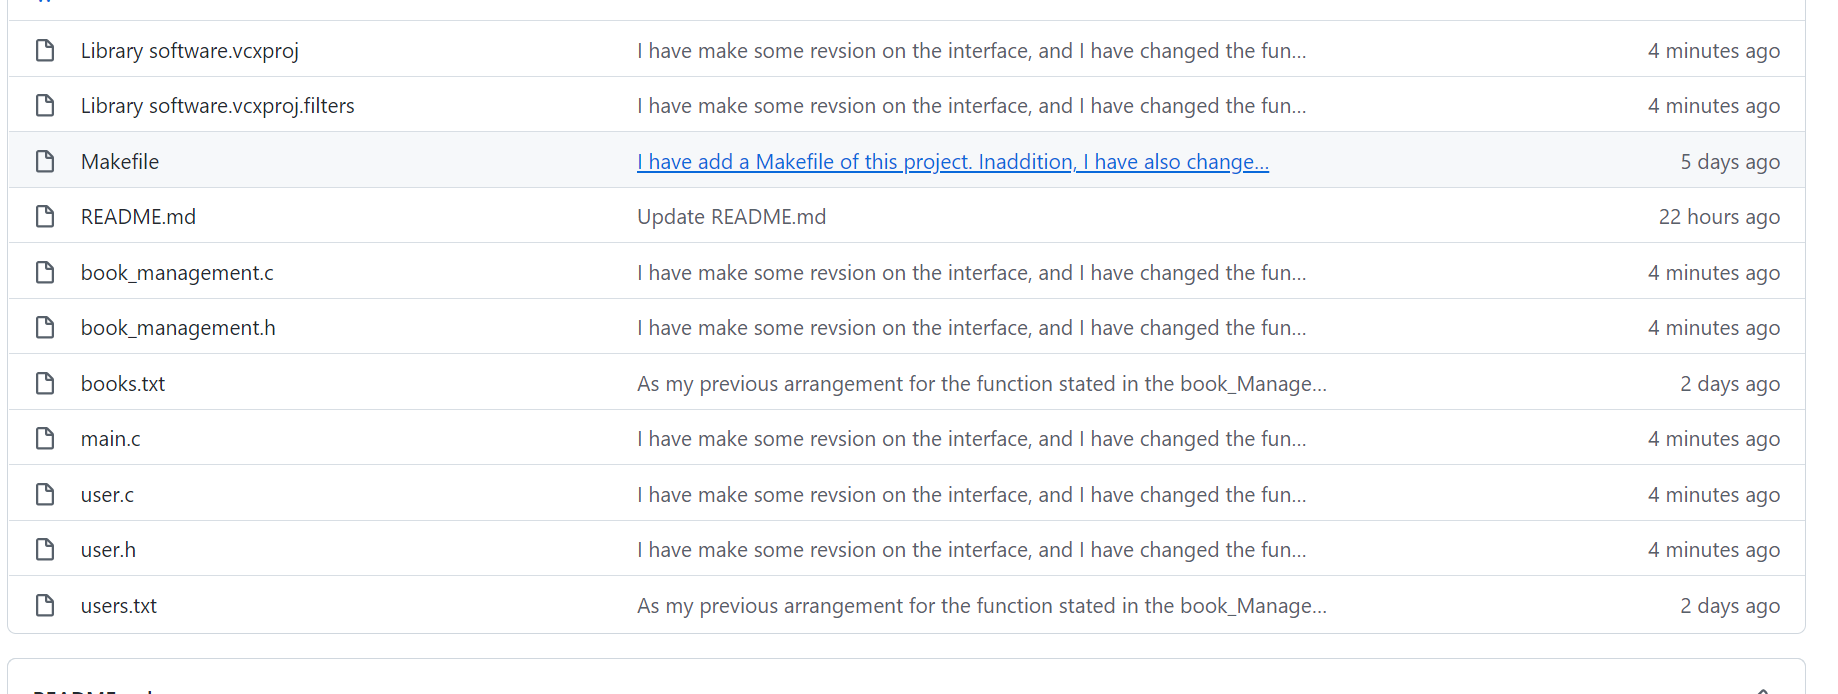 Library software.vcxproj I have make some revsion on the interface, and I have changed the fun... 4 minutes ago
Library software.vcxproj.filters I have make some revsion on the interface, and I have changed the fun... 4 minutes ago
Makefile I have add a Makefile of this project. Inaddition, I have also change... 5 days ago
README.md Update README.md 22 hours ago
book_management.c I have make some revsion on the interface, and I have changed the fun... 4 minutes ago
book_management.h I have make some revsion on the interface, and I have changed the fun... 4 minutes ago
books.txt As my previous arrangement for the function stated in the book_Manage... 2 days ago
main.c I have make some revsion on the interface, and I have changed the fun... 4 minutes ago
user.c I have make some revsion on the interface, and I have changed the fun... 4 minutes ago
user.h I have make some revsion on the interface, and I have changed the fun... 4 minutes ago
users.txt As my previous arrangement for the function stated in the book_Manage... 2 days ago